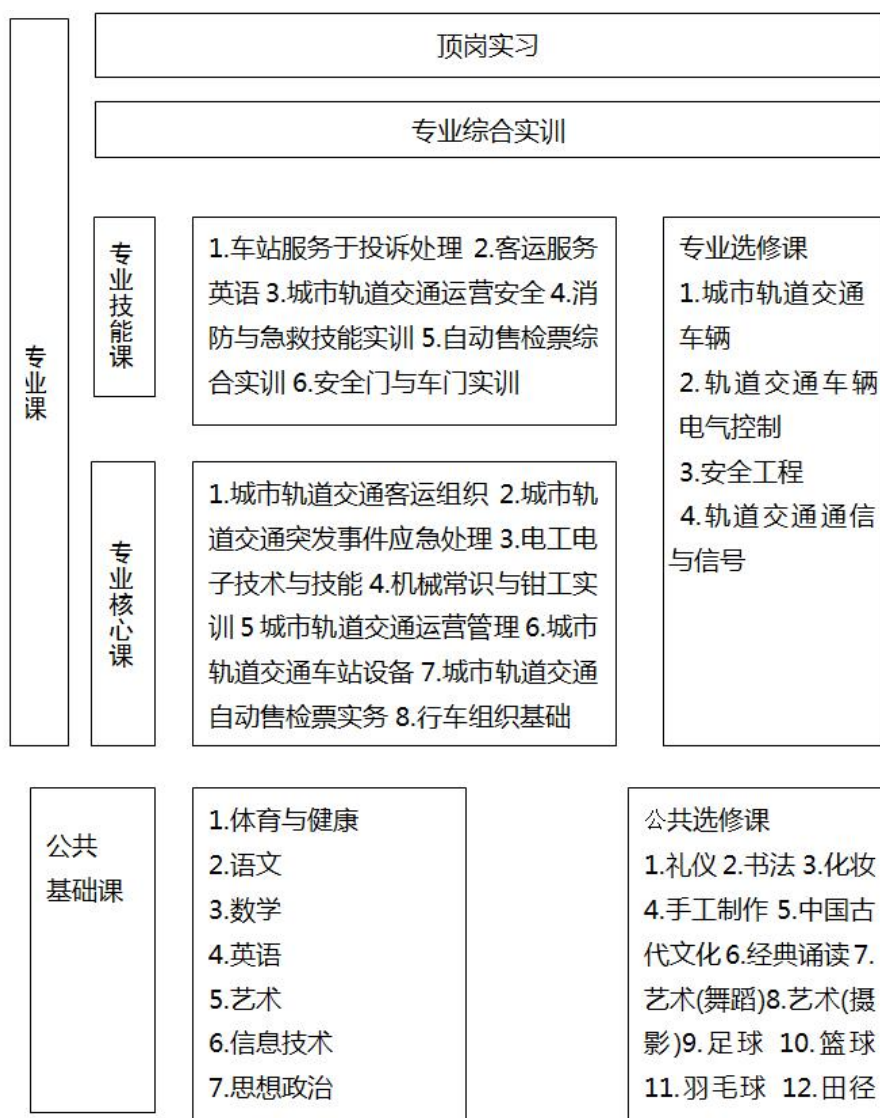 顶岗实习
专业综合实训
专业课
专业技能课
1.车站服务于投诉处理 2.客运服务
英语 3.城市轨道交通运营安全 4.消
防与急救技能实训 5.自动售检票综
合实训 6.安全门与车门实训
专业选修课
1.城市轨道交通
车辆
2.轨道交通车辆
电气控制
3.安全工程
4.轨道交通通信
与信号
专业核心课
1.城市轨道交通客运组织 2.城市轨
道交通突发事件应急处理 3.电工电
子技术与技能 4.机械常识与钳工实
训 5 城市轨道交通运营管理 6.城市
轨道交通车站设备 7.城市轨道交通
自动售检票实务 8.行车组织基础
公共
基础课
1.体育与健康
2.语文
3.数学
4.英语
5.艺术
6.信息技术
7.思想政治
公共选修课
1.礼仪 2.书法 3.化妆
4.手工制作 5.中国古
代文化 6.经典诵读 7.
艺术(舞蹈)8.艺术(摄
影)9.足球 10.篮球
11.羽毛球 12.田径